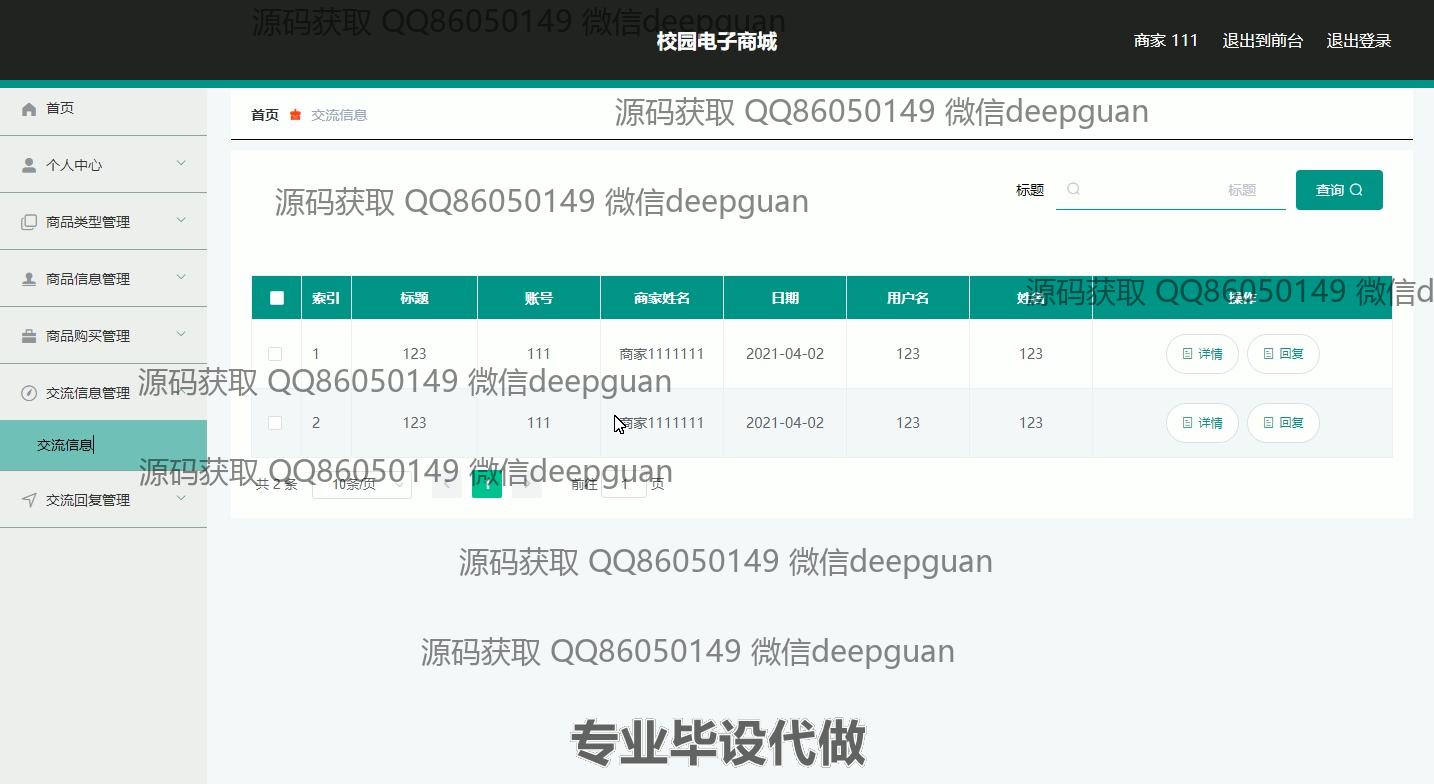 源码获取 QQ86050149 微信deepguan
校园电子商城
商家 111 退出到前台 退出登录
首页
个人中心
商品类型管理
商品信息管理
商品购买管理
交流信息管理
交流信息
交流回复管理
首页 交流信息
源码获取 QQ86050149 微信deepguan
源码获取 QQ86050149 微信deepguan
标题 标题 查询
索引 标题 账号 商家姓名 日期 用户名 姓名 操作
源码获取 QQ86050149 微信d
1 123 111 商家1111111 2021-04-02 123 123 详情 回复
源码获取 QQ86050149 微信deepguan
2 123 111 商家1111111 2021-04-02 123 123 详情 回复
源码获取 QQ86050149 微信deepguan
共 2 条 10条/页 1 前往 1 页
源码获取 QQ86050149 微信deepguan
源码获取 QQ86050149 微信deepguan
专业毕设代做